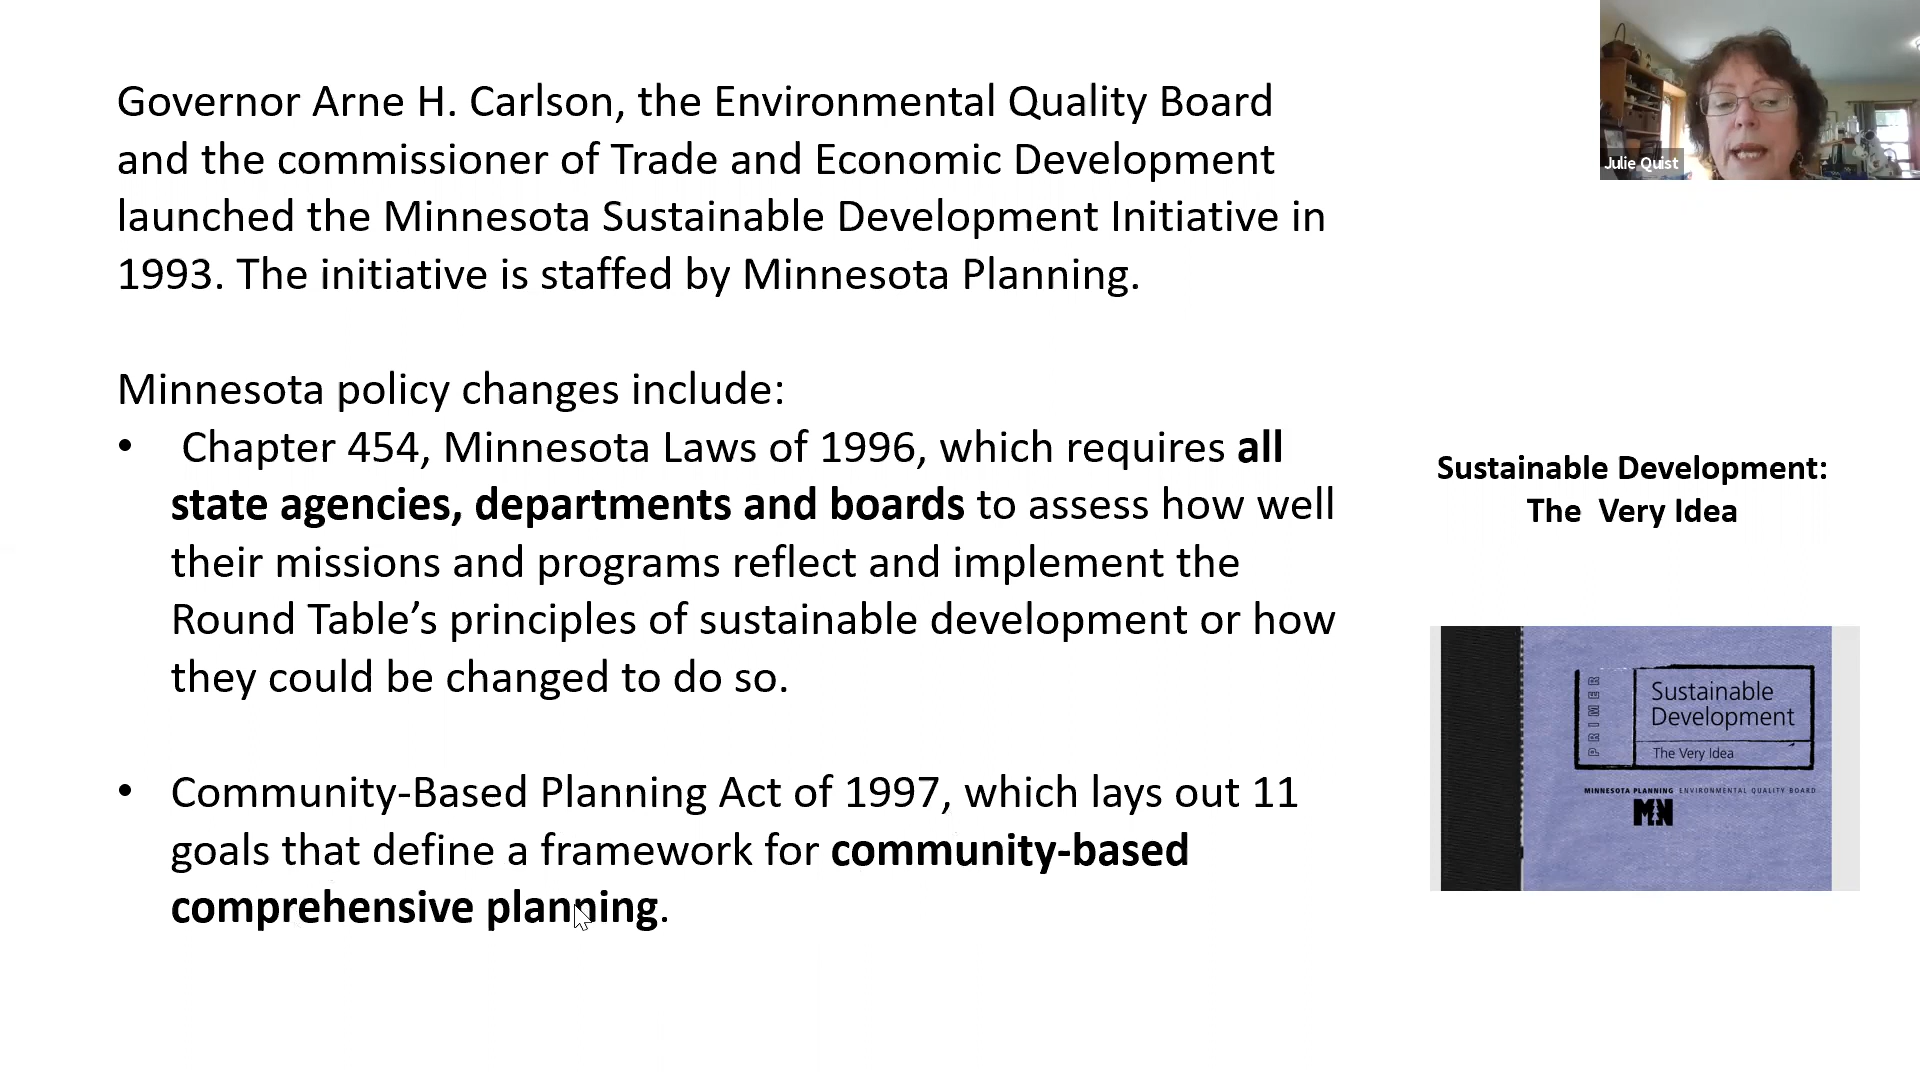 Governor Arne H. Carlson, the Environmental Quality Board
and the commissioner of Trade and Economic Development
launched the Minnesota Sustainable Development Initiative in
1993. The initiative is staffed by Minnesota Planning.
Minnesota policy changes include:
• Chapter 454, Minnesota Laws of 1996, which requires all
state agencies, departments and boards to assess how well
their missions and programs reflect and implement the
Round Table’s principles of sustainable development or how
they could be changed to do so.
• Community-Based Planning Act of 1997, which lays out 11
goals that define a framework for community-based
comprehensive planning.
Julie Quist
Sustainable Development:
The Very Idea
PRIMER
Sustainable
Development
The Very Idea
MINNESOTA PLANNING ENVIRONMENTAL QUALITY BOARD
MN